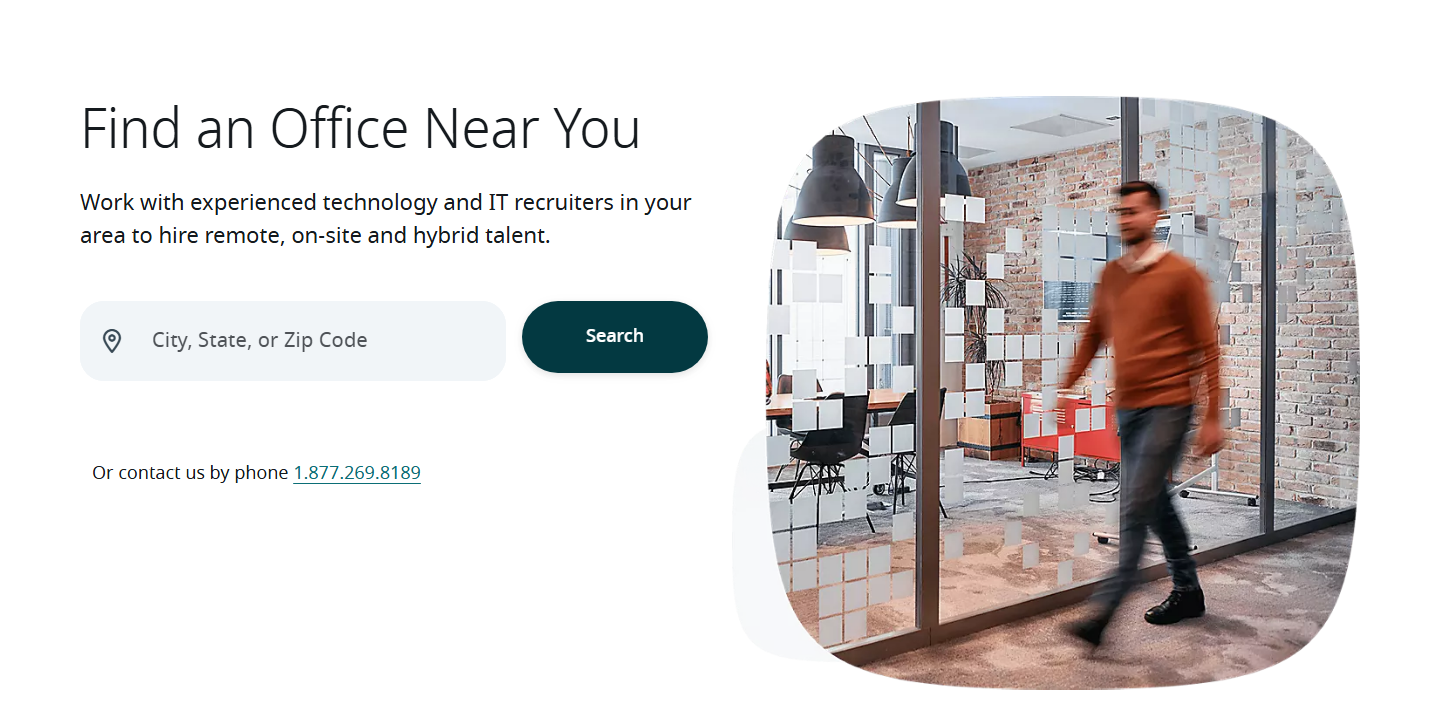 Find an Office Near You
Work with experienced technology and IT recruiters in your
area to hire remote, on-site and hybrid talent.
City, State, or Zip Code
Search
Or contact us by phone 1.877.269.8189